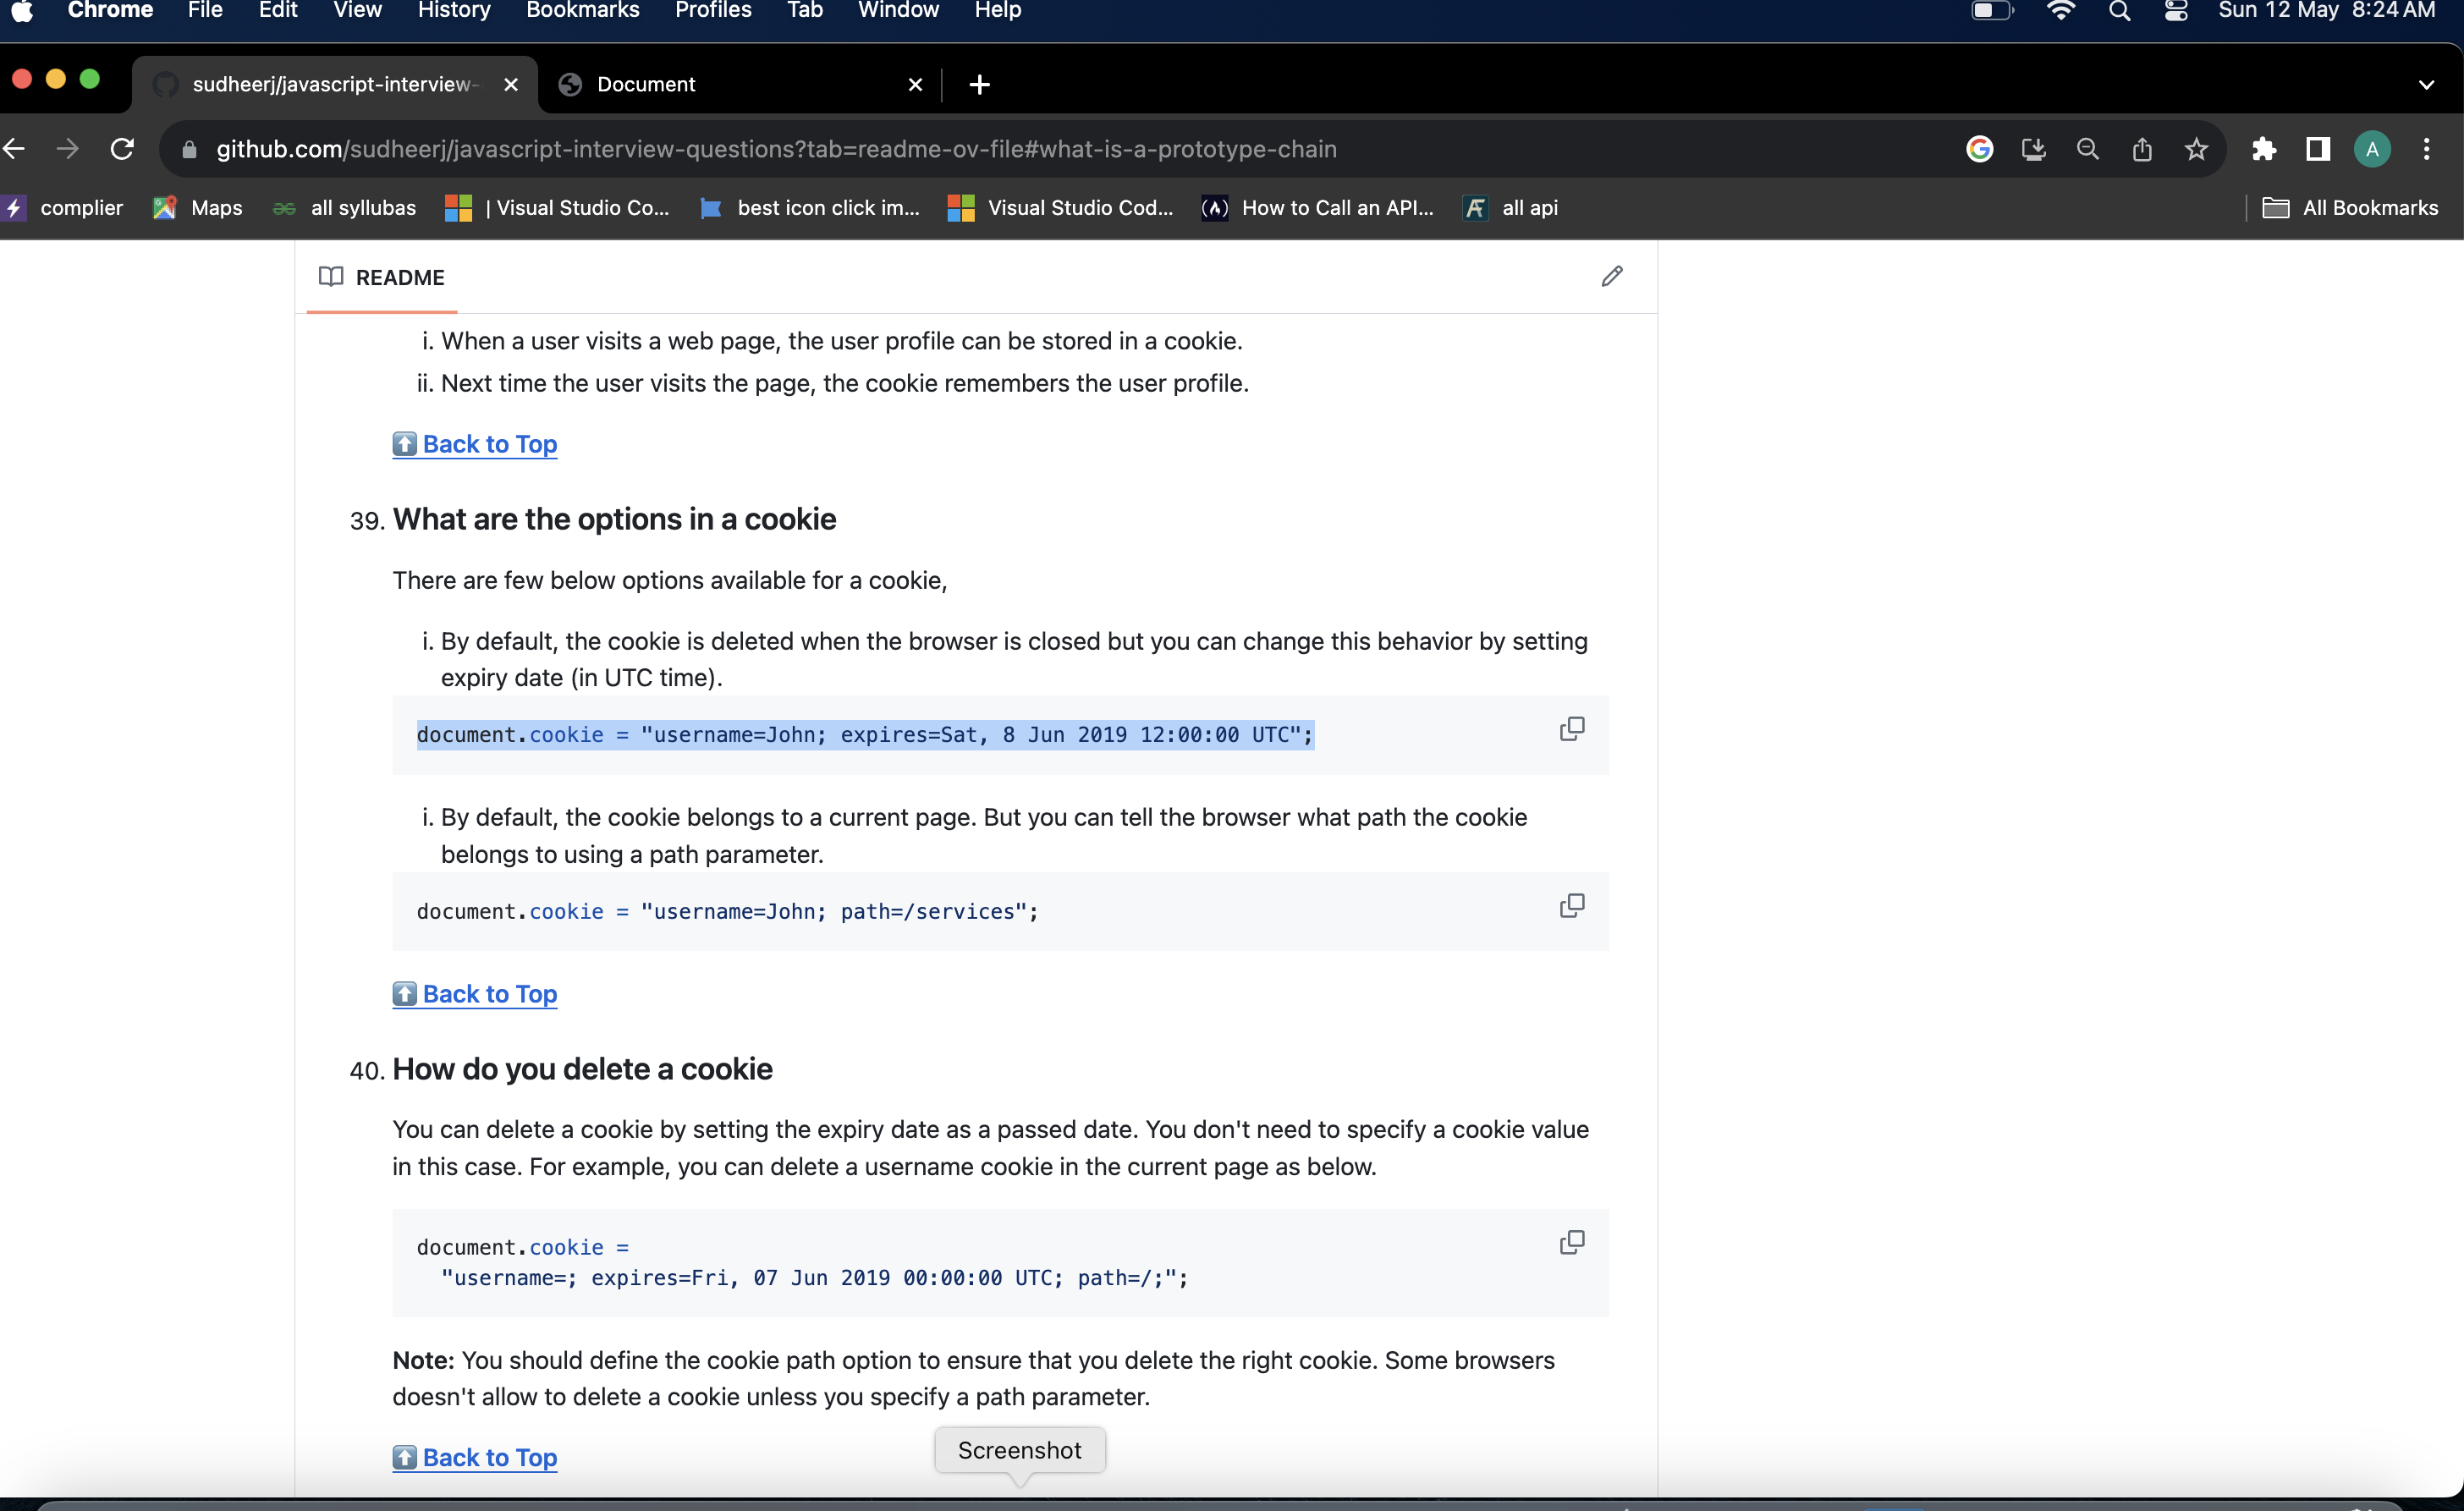 Chrome File Edit View History Bookmarks Profiles Tab Window Help Sun 12 May 8:24 AM
sudheerj/javascript-interview- Document
github.com/sudheerj/javascript-interview-questions?tab=readme-ov-file#what-is-a-prototype-chain A
complier Maps all syllubas | Visual Studio Co... best icon click im... Visual Studio Cod... How to Call an API... all api All Bookmarks
README
i. When a user visits a web page, the user profile can be stored in a cookie.
ii. Next time the user visits the page, the cookie remembers the user profile.
Back to Top
39. What are the options in a cookie
There are few below options available for a cookie,
i. By default, the cookie is deleted when the browser is closed but you can change this behavior by setting
expiry date (in UTC time).
document.cookie = "username=John; expires=Sat, 8 Jun 2019 12:00:00 UTC";
i. By default, the cookie belongs to a current page. But you can tell the browser what path the cookie
belongs to using a path parameter.
document.cookie = "username=John; path=/services";
Back to Top
40. How do you delete a cookie
You can delete a cookie by setting the expiry date as a passed date. You don't need to specify a cookie value
in this case. For example, you can delete a username cookie in the current page as below.
document.cookie =
"username=; expires=Fri, 07 Jun 2019 00:00:00 UTC; path=/;";
Note: You should define the cookie path option to ensure that you delete the right cookie. Some browsers
doesn't allow to delete a cookie unless you specify a path parameter.
Screenshot
Back to Top